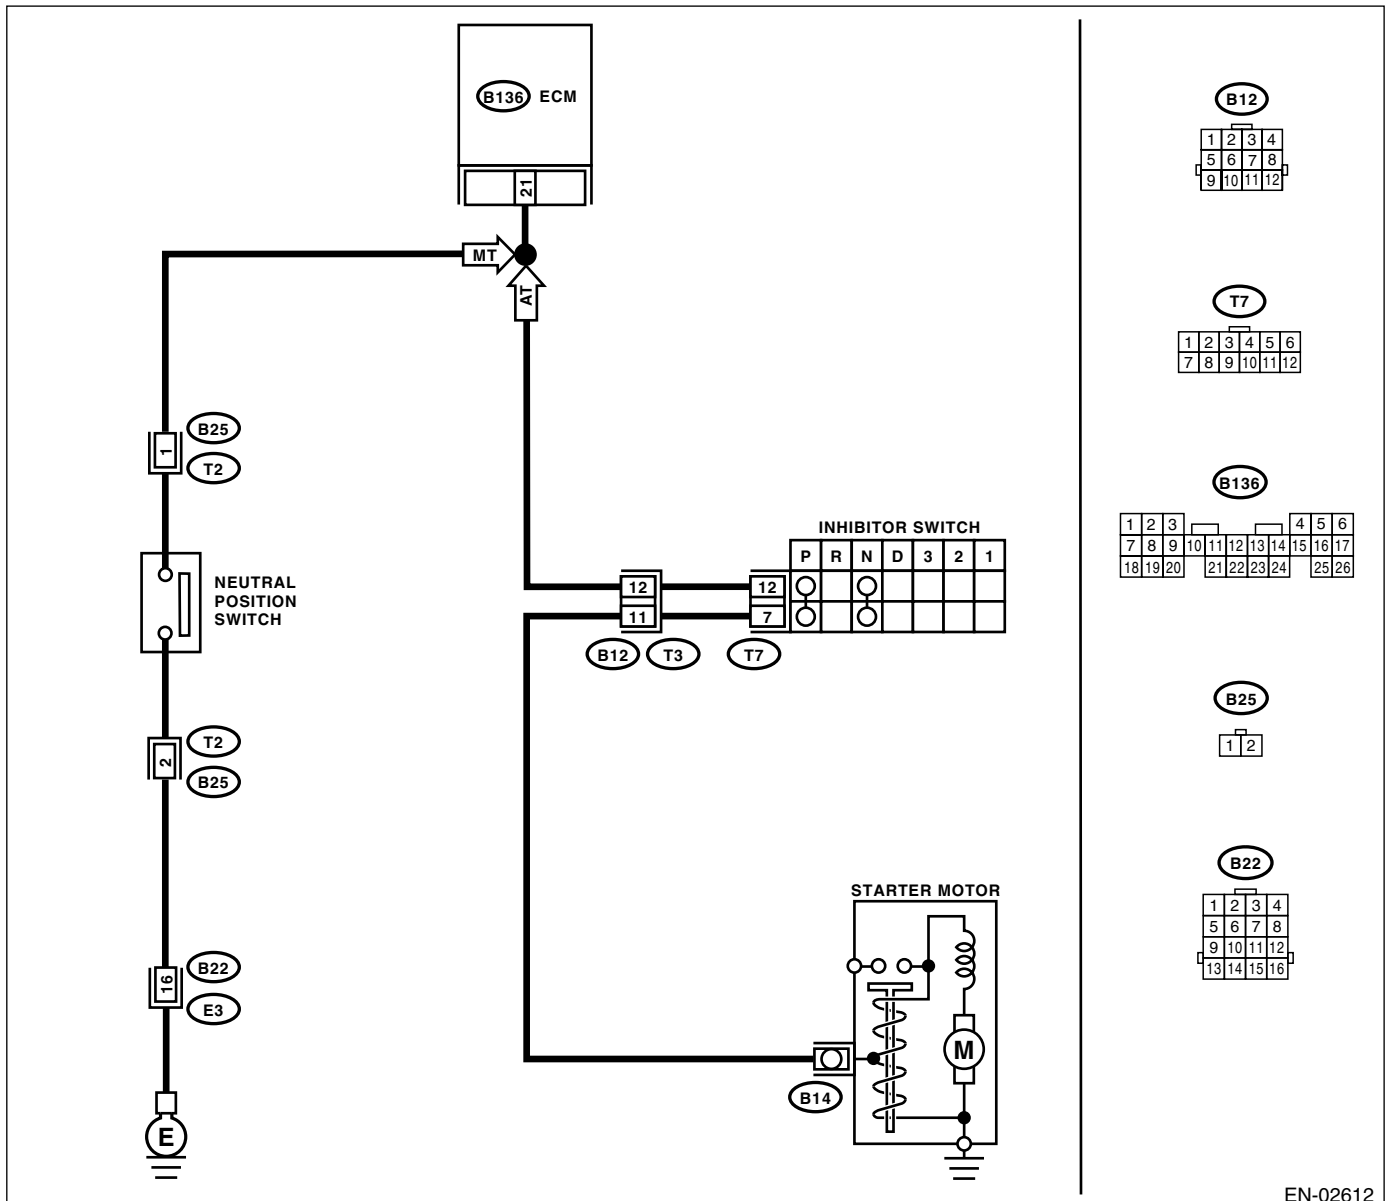 B136 ECM
21
MT
AT
1
B25
T2
NEUTRAL
POSITION
SWITCH
2
T2
B25
16
B22
E3
E
INHIBITOR SWITCH
P R N D 3 2 1
12 12
11 7
B12 T3 T7
STARTER MOTOR
M
B14
B12
1 2 3 4
5 6 7 8
9 10 11 12
T7
1 2 3 4 5 6
7 8 9 10 11 12
B136
1 2 3 4 5 6
7 8 9 10 11 12 13 14 15 16 17
18 19 20 21 22 23 24 25 26
B25
1 2
B22
1 2 3 4
5 6 7 8
9 10 11 12
13 14 15 16
EN-02612